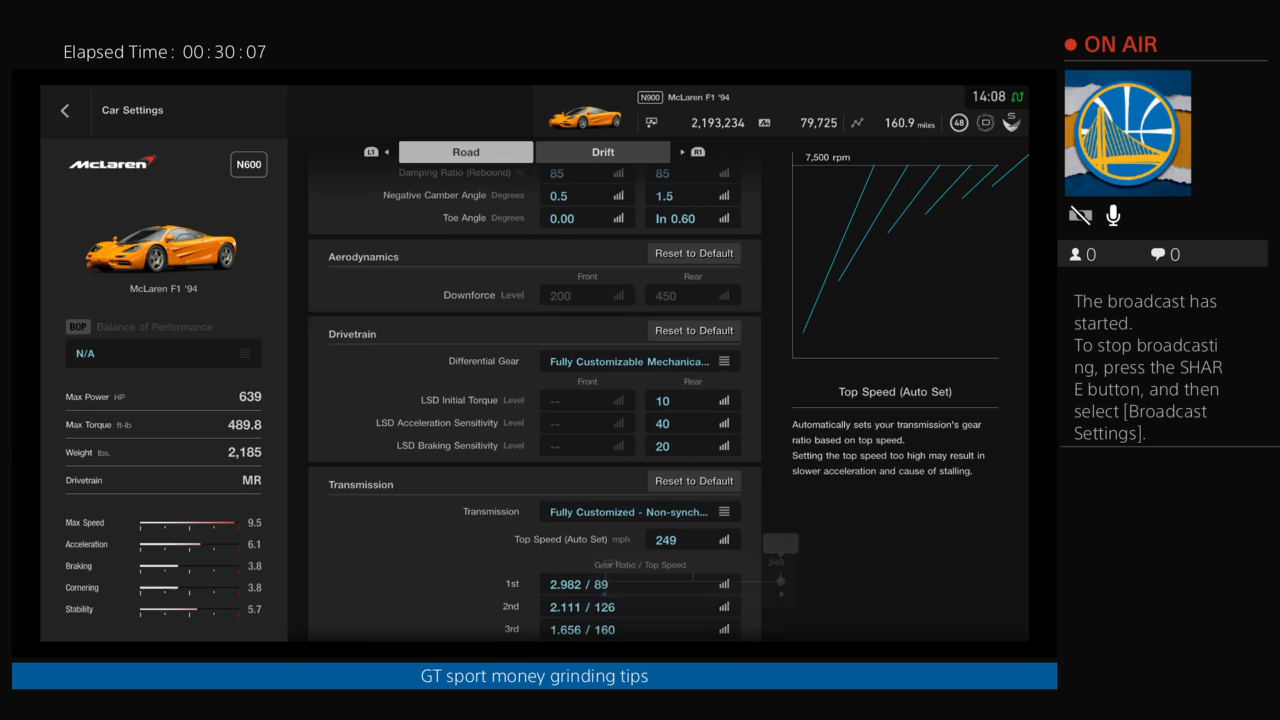 Elapsed Time: 00:30:07
ON AIR
Car Settings
N900 McLaren F1 '94
14:08
2,193,234 79,725 160.9 miles 48
McLaren N600
McLaren F1 '94
BOP Balance of Performance
N/A
Max Power HP 639
Max Torque ft-lb 489.8
Weight lbs. 2,185
Drivetrain MR
Max Speed 9.5
Acceleration 6.1
Braking 3.8
Cornering 3.8
Stability 5.7
L1 Road Drift R1
Damping Ratio (Rebound) % 85 85
Negative Camber Angle Degrees 0.5 1.5
Toe Angle Degrees 0.00 In 0.60
Aerodynamics Reset to Default
Front Rear
Downforce Level 200 450
Drivetrain Reset to Default
Differential Gear Fully Customizable Mechanica...
Front Rear
LSD Initial Torque Level -- 10
LSD Acceleration Sensitivity Level -- 40
LSD Braking Sensitivity Level -- 20
Transmission Reset to Default
Transmission Fully Customized - Non-synch...
Top Speed (Auto Set) mph 249
Gear Ratio / Top Speed
249
1st 2.982 / 89
2nd 2.111 / 126
3rd 1.656 / 160
7,500 rpm
Top Speed (Auto Set)
Automatically sets your transmission's gear
ratio based on top speed.
Setting the top speed too high may result in
slower acceleration and cause of stalling.
0 0
The broadcast has
started.
To stop broadcasti
ng, press the SHAR
E button, and then
select [Broadcast
Settings].
GT sport money grinding tips